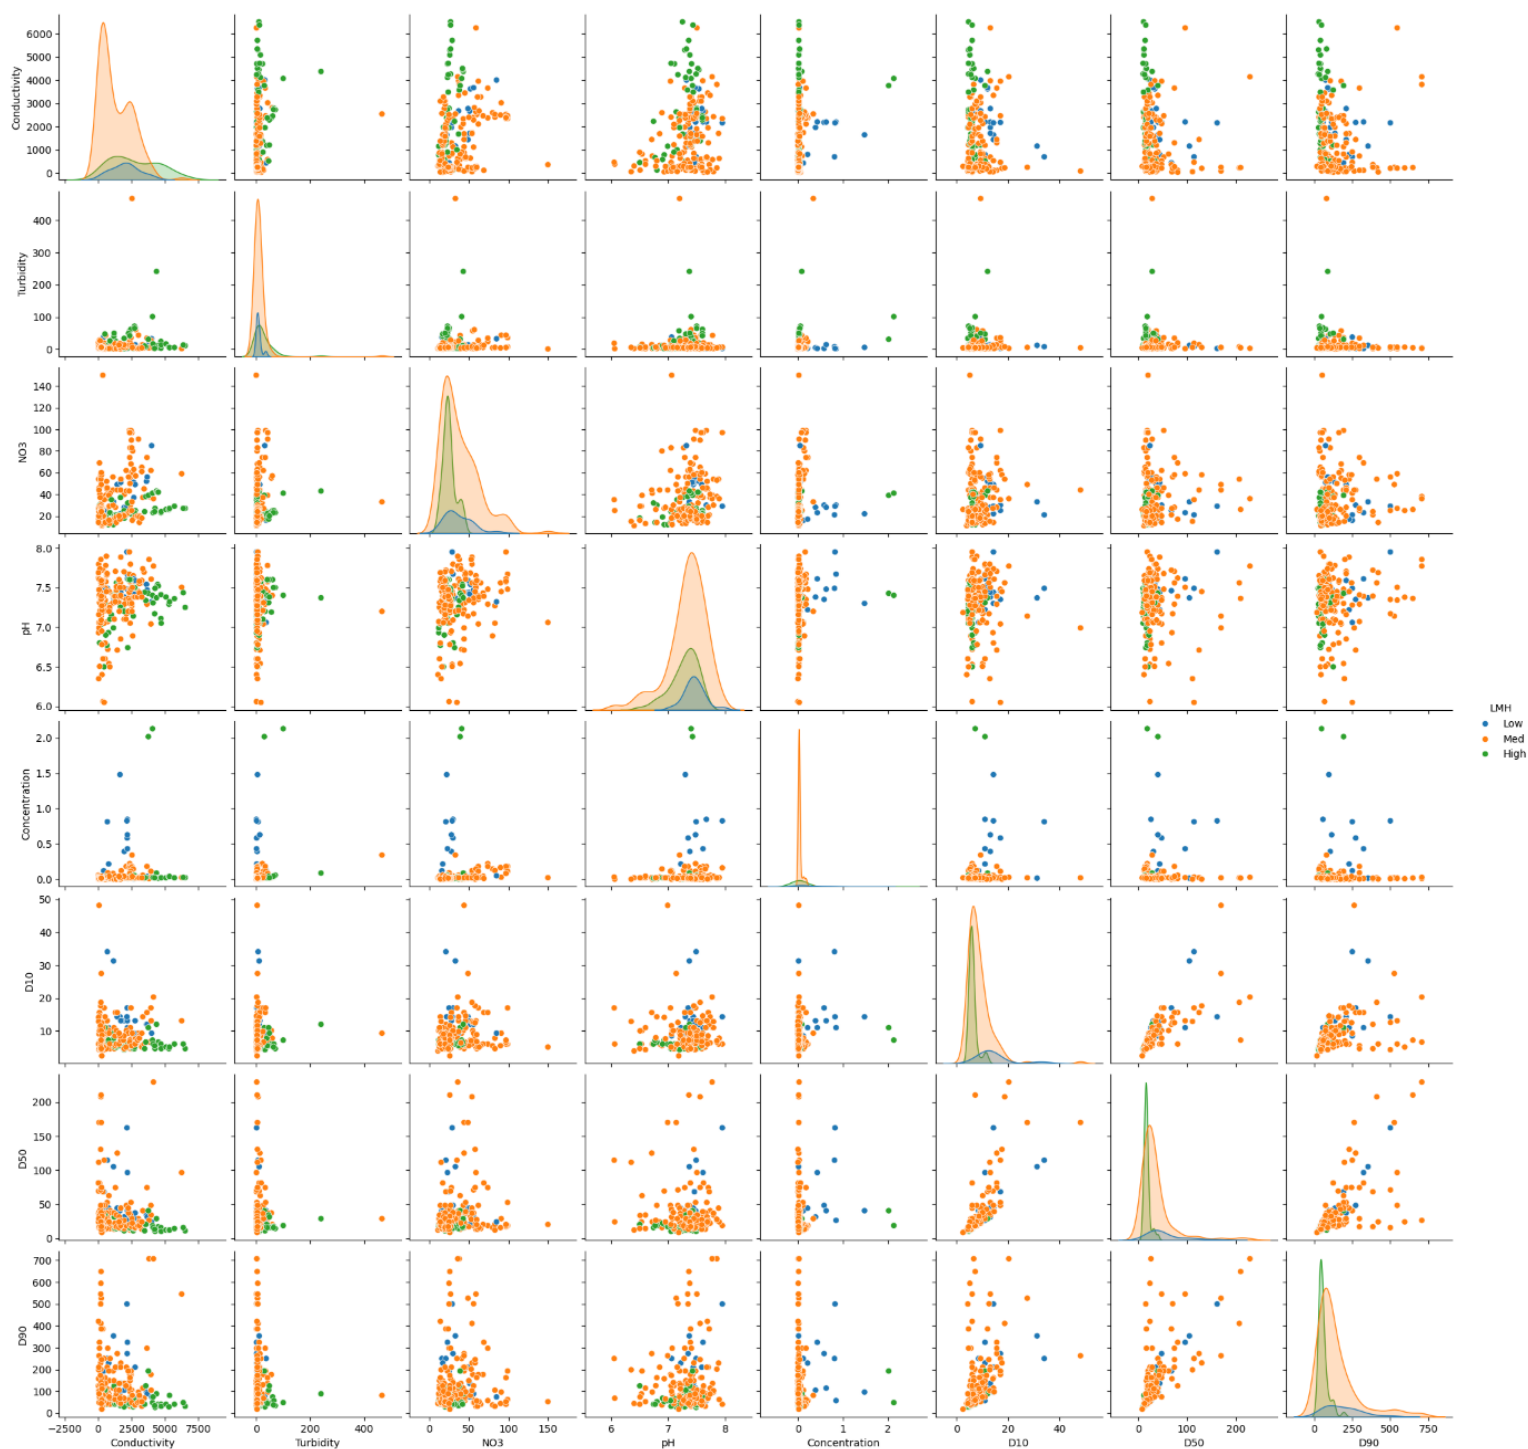 6000
5000
4000
3000
2000
1000
0
Conductivity
400
300
200
100
0
Turbidity
140
120
100
80
60
40
20
NO3
8.0
7.5
7.0
6.5
6.0
pH
LMH
Low
Med
High
2.0
1.5
1.0
0.5
0.0
Concentration
50
40
30
20
10
D10
200
150
100
50
0
D50
700
600
500
400
300
200
100
0
D90
−2500 0 2500 5000 7500
Conductivity
0 200 400
Turbidity
0 50 100 150
NO3
6 7 8
pH
0 1 2
Concentration
0 20 40
D10
0 100 200
D50
0 250 500 750
D90